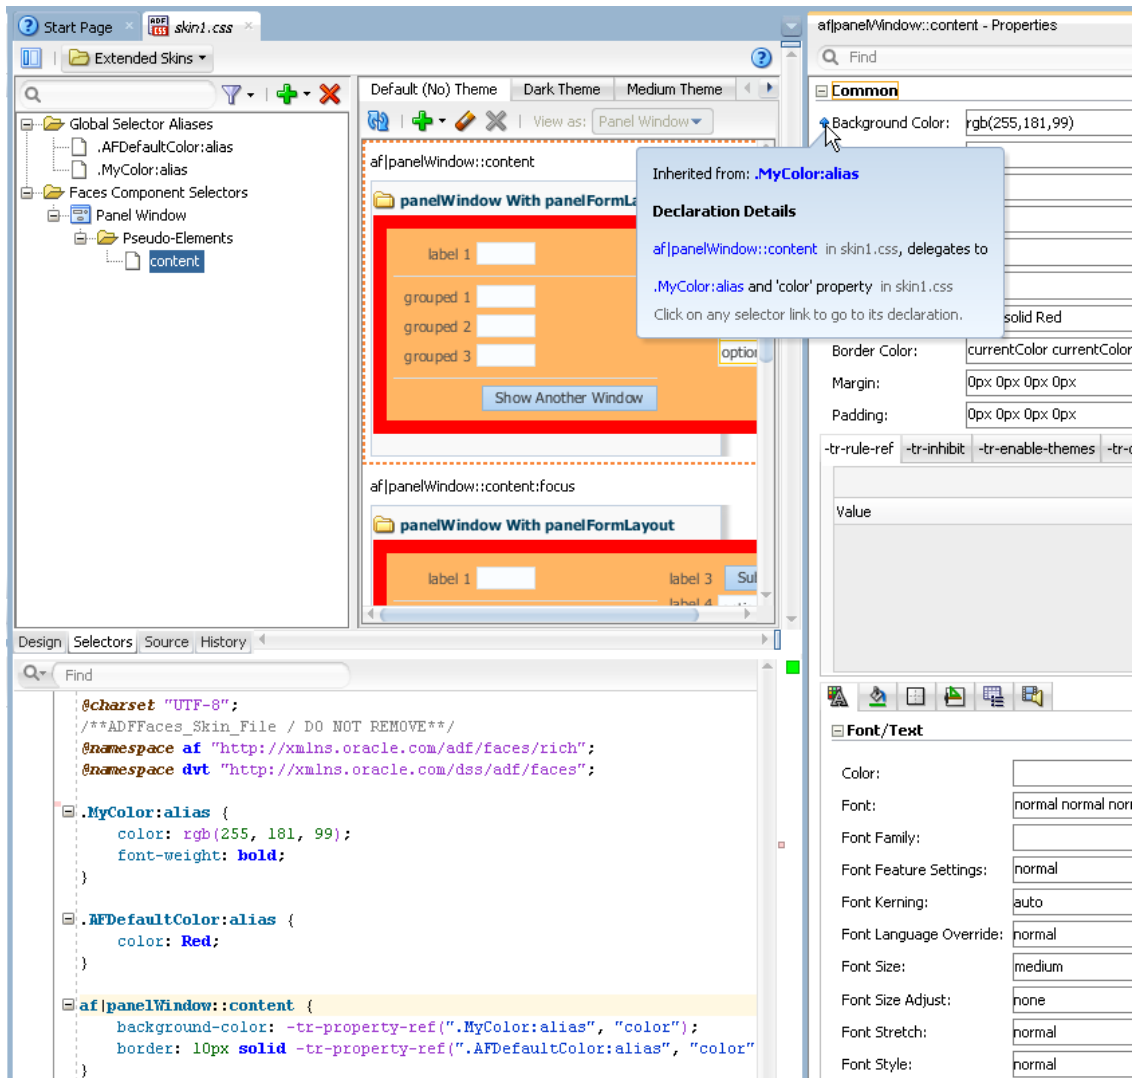 Start Page
skin1.css
Extended Skins
Global Selector Aliases
.AFDefaultColor:alias
.MyColor:alias
Faces Component Selectors
Panel Window
Pseudo-Elements
content
Default (No) Theme Dark Theme Medium Theme
View as: Panel Window
af|panelWindow::content
panelWindow With panelFormLa
label 1
grouped 1
grouped 2
grouped 3
option
Show Another Window
af|panelWindow::content:focus
panelWindow With panelFormLayout
label 1
label 3 Sul
label 4
Inherited from: .MyColor:alias
Declaration Details
af|panelWindow::content in skin1.css, delegates to
.MyColor:alias and 'color' property in skin1.css
Click on any selector link to go to its declaration.
Design Selectors Source History
Find
@charset "UTF-8";
/**ADFFaces_Skin_File / DO NOT REMOVE**/
@namespace af "http://xmlns.oracle.com/adf/faces/rich";
@namespace dvt "http://xmlns.oracle.com/dss/adf/faces";
.MyColor:alias {
color: rgb(255, 181, 99);
font-weight: bold;
}
.AFDefaultColor:alias {
color: Red;
}
af|panelWindow::content {
background-color: -tr-property-ref(".MyColor:alias", "color");
border: 10px solid -tr-property-ref(".AFDefaultColor:alias", "color"
}
af|panelWindow::content - Properties
Find
Common
Background Color: rgb(255,181,99)
solid Red
Border Color: currentColor currentColor
Margin: 0px 0px 0px 0px
Padding: 0px 0px 0px 0px
-tr-rule-ref -tr-inhibit -tr-enable-themes
Value
Font/Text
Color:
Font: normal normal nor
Font Family:
Font Feature Settings: normal
Font Kerning: auto
Font Language Override: normal
Font Size: medium
Font Size Adjust: none
Font Stretch: normal
Font Style: normal